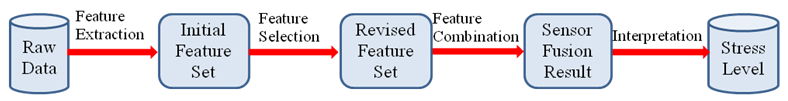 Raw
Data
Feature
Extraction
Initial
Feature
Set
Feature
Selection
Revised
Feature
Set
Feature
Combination
Sensor
Fusion
Result
Interpretation
Stress
Level